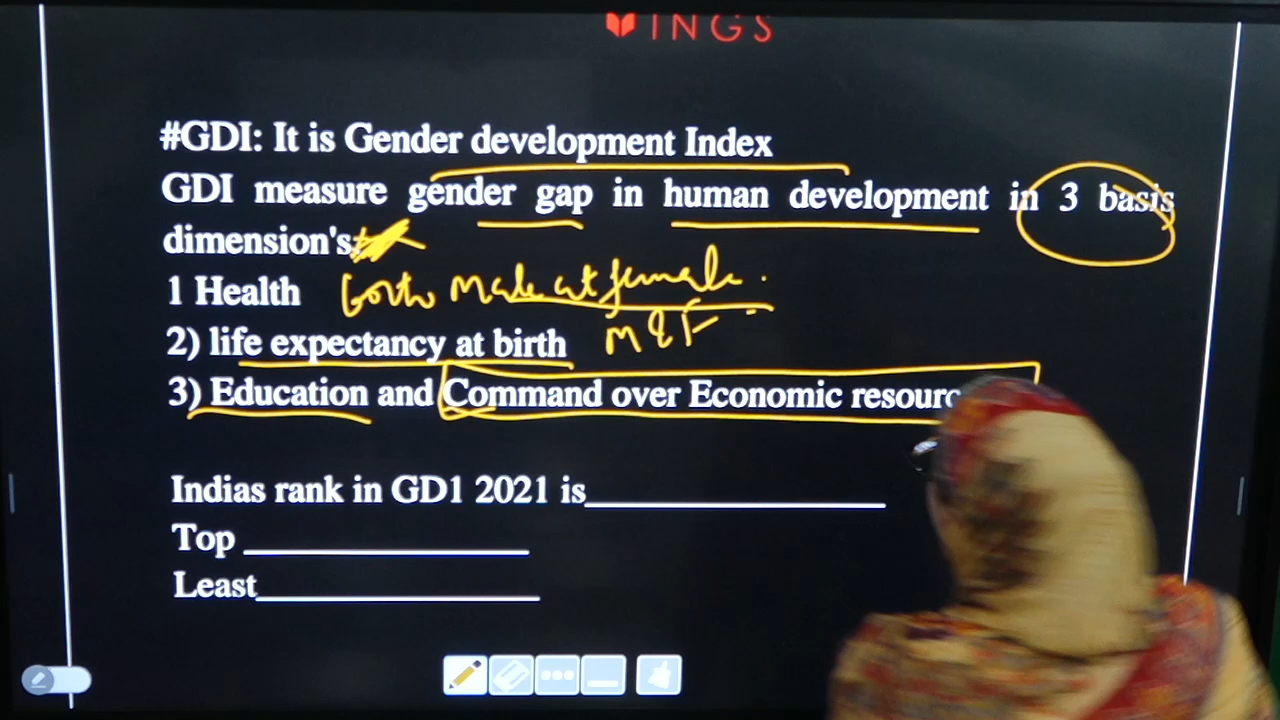 INGS
#GDI: It is Gender development Index
GDI measure gender gap in human development in 3 basis
dimension's
1 Health Both Male at female.
2) life expectancy at birth M & F
3) Education and Command over Economic resourc
Indias rank in GD1 2021 is
Top
Least